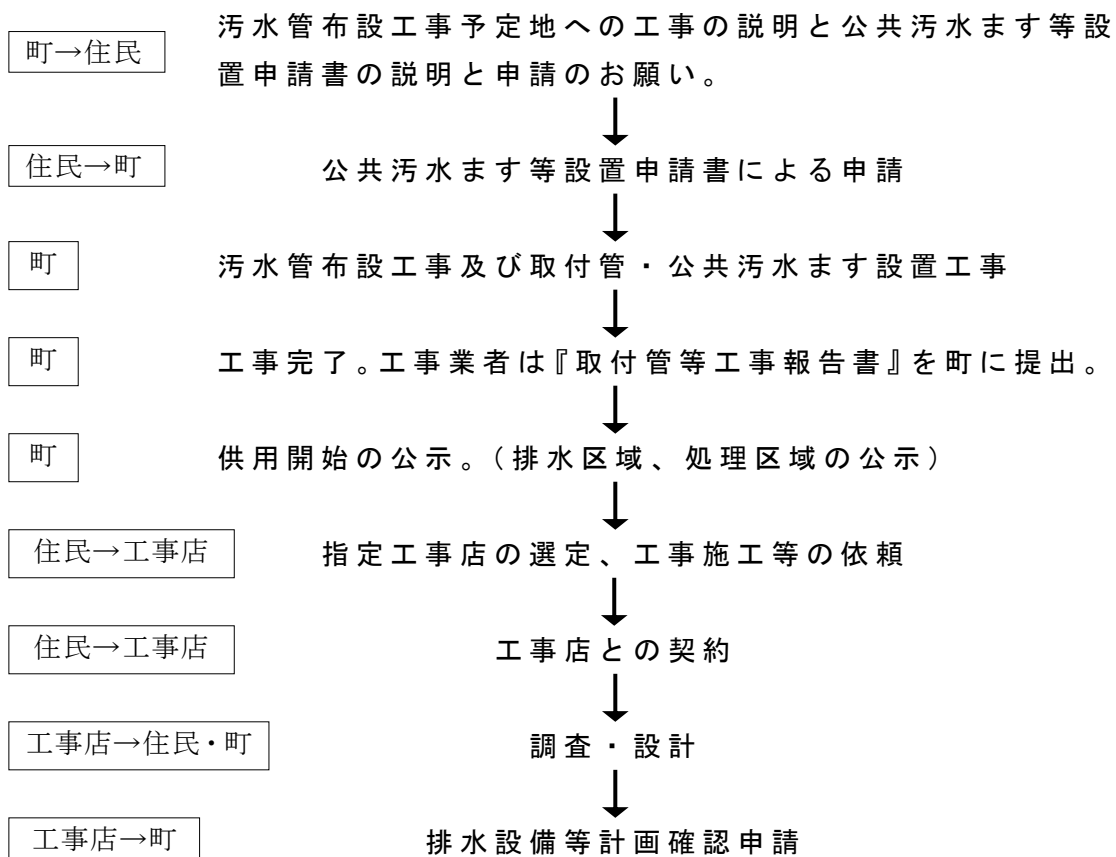 町→住民
汚水管布設工事予定地への工事の説明と公共汚水ます等設
置申請書の説明と申請のお願い。
住民→町
公共汚水ます等設置申請書による申請
町
汚水管布設工事及び取付管・公共汚水ます設置工事
町
工事完了。工事業者は『取付管等工事報告書』を町に提出。
町
供用開始の公示。（排水区域、処理区域の公示）
住民→工事店
指定工事店の選定、工事施工等の依頼
住民→工事店
工事店との契約
工事店→住民・町
調査・設計
工事店→町
排水設備等計画確認申請